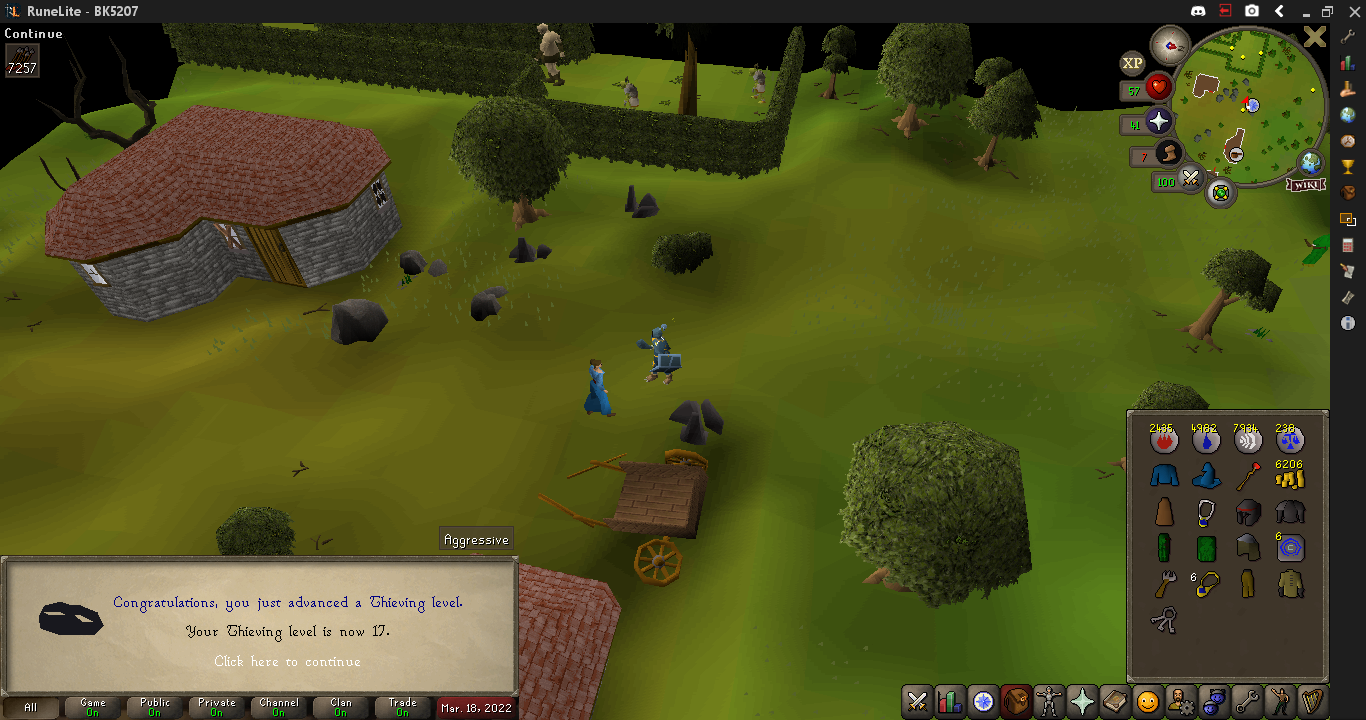 RuneLite - BK5207
Continue
7257
XP
57
41
7
100
WIKI
2435
4982
7934
238
6206
6
6
Aggressive
Congratulations, you just advanced a Thieving level.
Your Thieving level is now 17.
Click here to continue
All
Game
On
Public
On
Private
On
Channel
On
Clan
On
Trade
On
Mar. 18, 2022